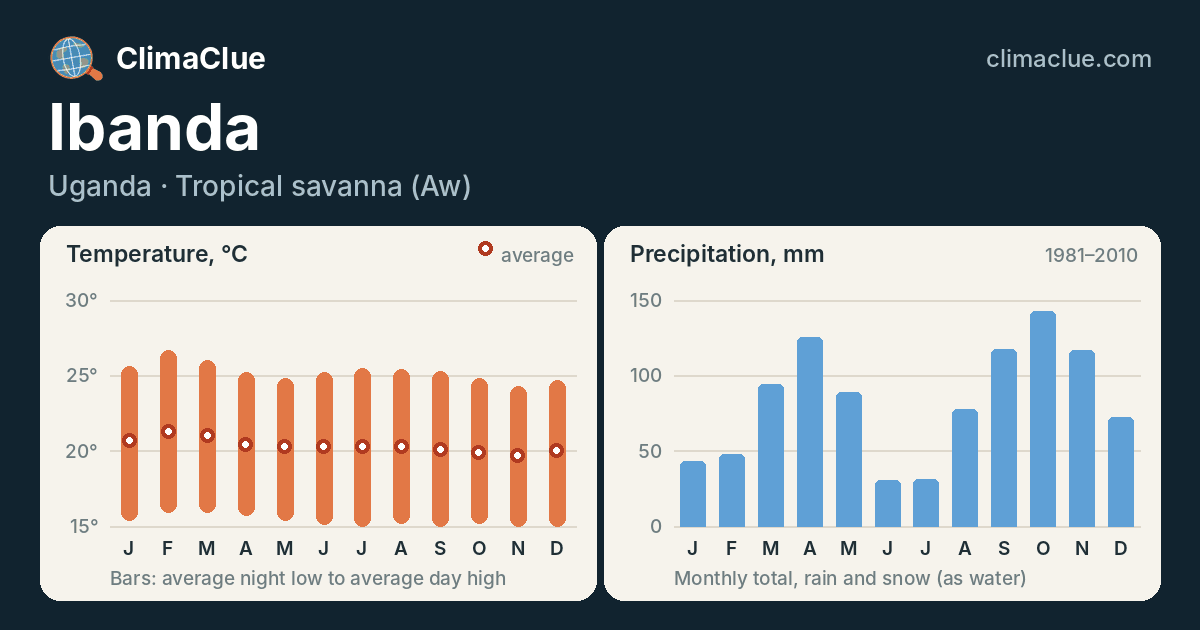 ClimaClue
climaclue.com
Ibanda
Uganda · Tropical savanna (Aw)
Temperature, °C
average
30°
25°
20°
15°
J F M A M J J A S O N D
Bars: average night low to average day high
Precipitation, mm
1981–2010
150
100
50
0
J F M A M J J A S O N D
Monthly total, rain and snow (as water)